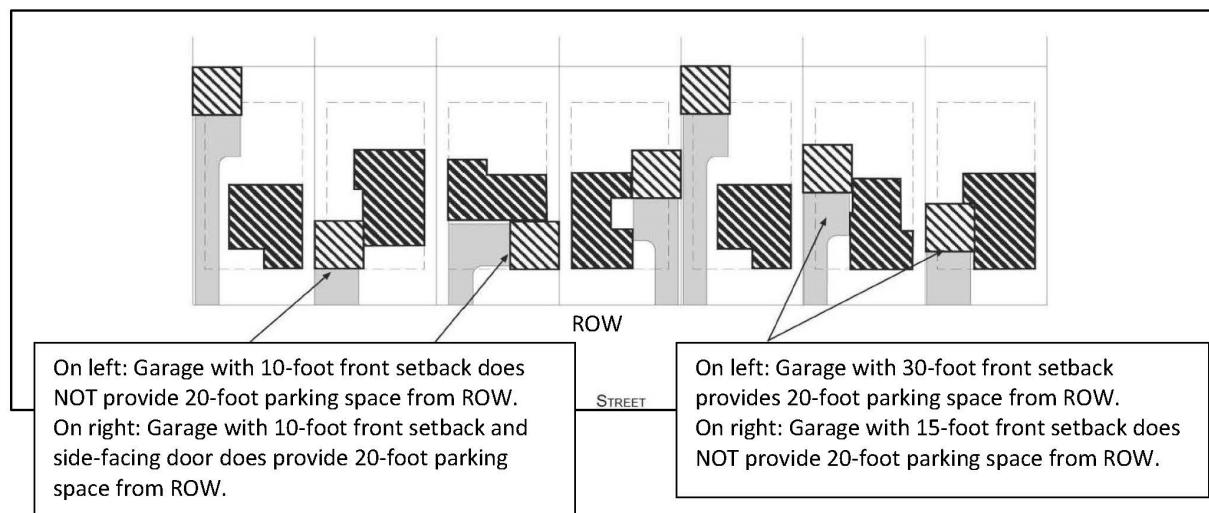 ROW
On left: Garage with 10-foot front setback does
NOT provide 20-foot parking space from ROW.
On right: Garage with 10-foot front setback and
side-facing door does provide 20-foot parking
space from ROW.
STREET
On left: Garage with 30-foot front setback
provides 20-foot parking space from ROW.
On right: Garage with 15-foot front setback does
NOT provide 20-foot parking space from ROW.